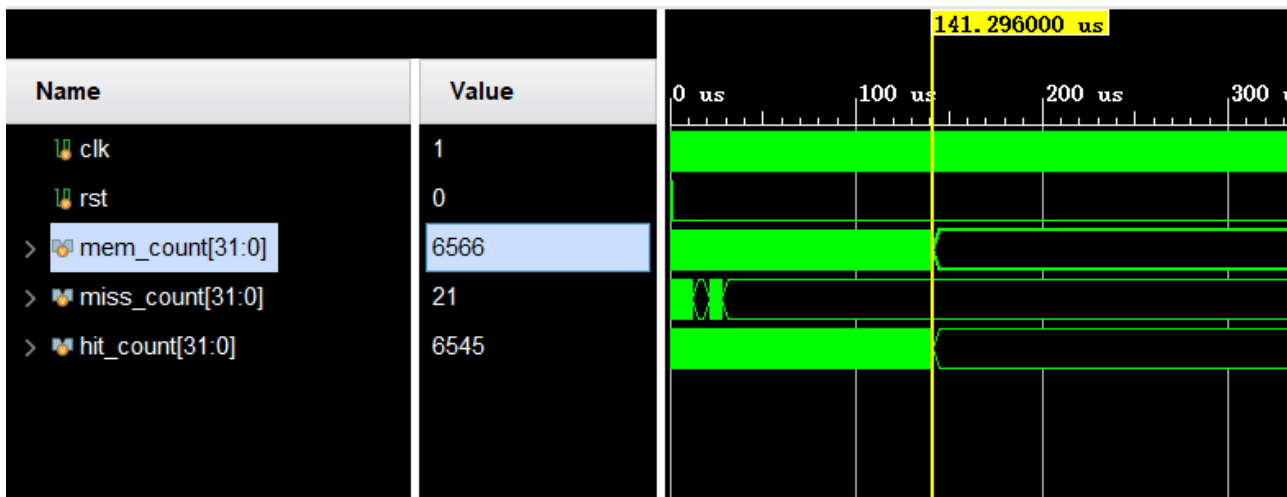 141.296000 us
Name Value 0 us 100 us 200 us 300
clk 1
rst 0
mem_count[31:0] 6566
miss_count[31:0] 21
hit_count[31:0] 6545